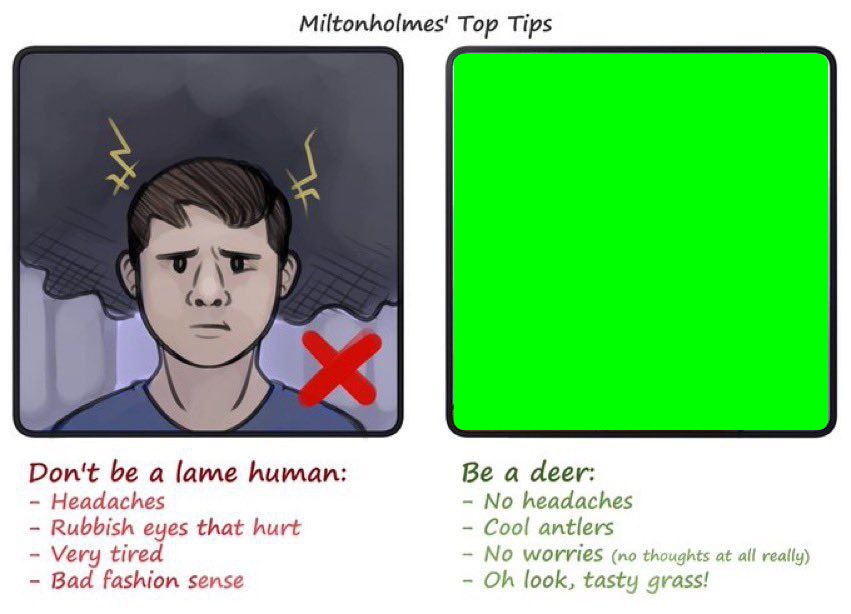 Miltonholmes' Top Tips
Don't be a lame human:
- Headaches
- Rubbish eyes that hurt
- Very tired
- Bad fashion sense
Be a deer:
- No headaches
- Cool antlers
- No worries (no thoughts at all really)
- Oh look, tasty grass!